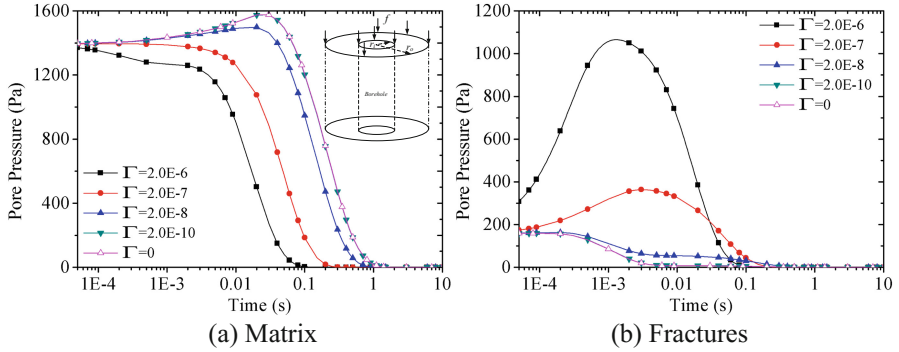 1600
1200
800
400
0
Pore Pressure (Pa)
Γ=2.0E-6
Γ=2.0E-7
Γ=2.0E-8
Γ=2.0E-10
Γ=0
f
r_o
Borehole
1E-4 1E-3 0.01 0.1 1 10
Time (s)
(a) Matrix
1200
1000
800
600
400
200
0
Pore Pressure (Pa)
Γ=2.0E-6
Γ=2.0E-7
Γ=2.0E-8
Γ=2.0E-10
Γ=0
1E-4 1E-3 0.01 0.1 1 10
Time (s)
(b) Fractures